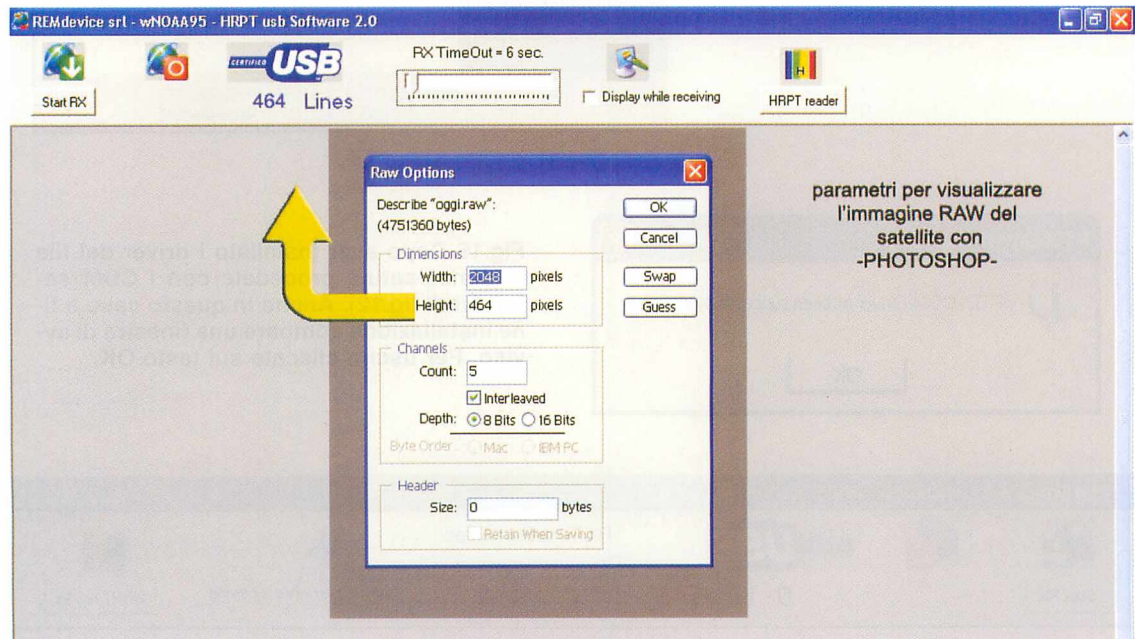 REMdevice srl - wNOAA95 - HRPT usb Software 2.0
Start RX
CERTIFIED USB
464 Lines
RX TimeOut = 6 sec.
Display while receiving
H
HRPT reader
Raw Options
Describe "oggi.raw":
(4751360 bytes)
Dimensions
Width: 2048 pixels
Height: 464 pixels
Channels
Count: 5
Interleaved
Depth: 8 Bits 16 Bits
Byte Order: Mac IBM PC
Header
Size: 0 bytes
Retain When Saving
OK
Cancel
Swap
Guess
parametri per visualizzare
l'immagine RAW del
satellite con
-PHOTOSHOP-